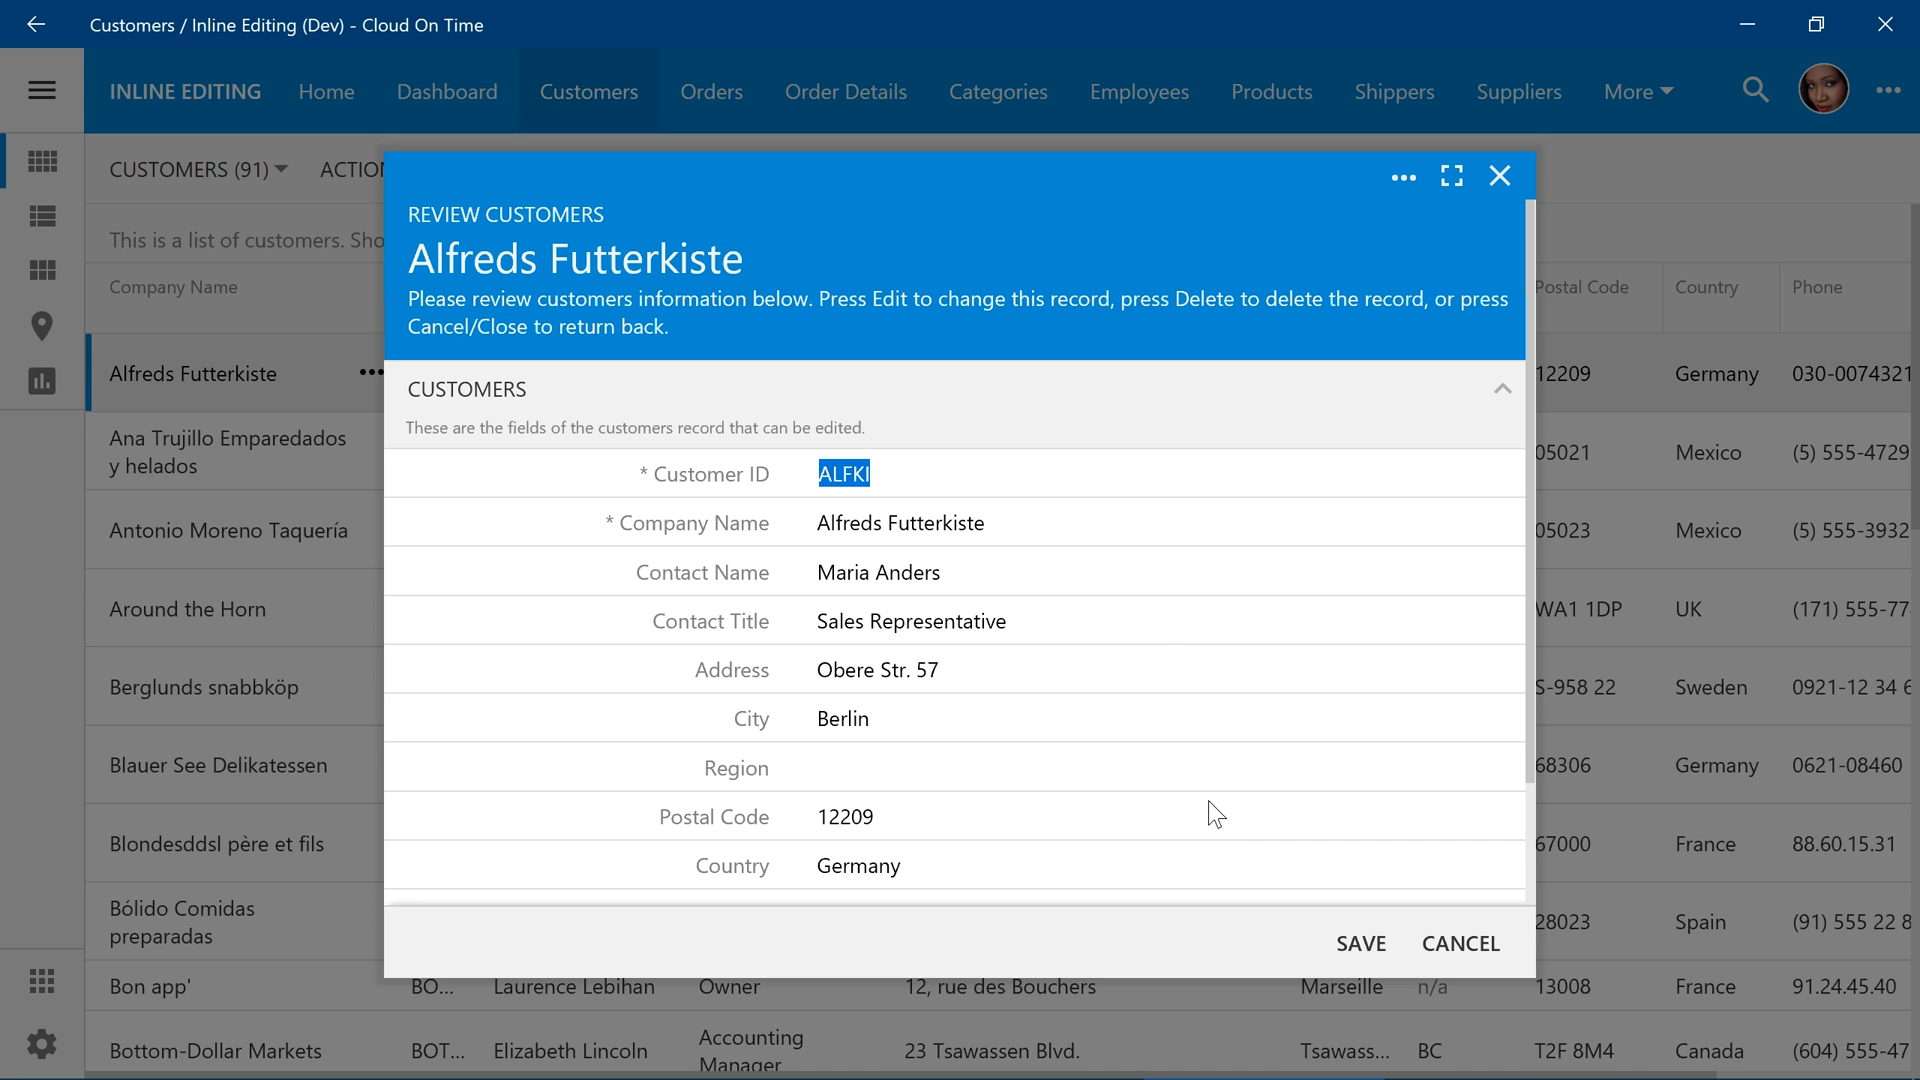 Customers / Inline Editing (Dev) - Cloud On Time
INLINE EDITING Home Dashboard Customers Orders Order Details Categories Employees Products Shippers Suppliers More
CUSTOMERS (91) ACTION
This is a list of customers. Sho
Company Name Postal Code Country Phone
REVIEW CUSTOMERS
Alfreds Futterkiste
Please review customers information below. Press Edit to change this record, press Delete to delete the record, or press
Cancel/Close to return back.
CUSTOMERS
These are the fields of the customers record that can be edited.
* Customer ID ALFKI
* Company Name Alfreds Futterkiste
Contact Name Maria Anders
Contact Title Sales Representative
Address Obere Str. 57
City Berlin
Region
Postal Code 12209
Country Germany
SAVE CANCEL
Alfreds Futterkiste 12209 Germany 030-0074321
Ana Trujillo Emparedados
y helados 05021 Mexico (5) 555-4729
Antonio Moreno Taquería 05023 Mexico (5) 555-3932
Around the Horn WA1 1DP UK (171) 555-77
Berglunds snabbköp S-958 22 Sweden 0921-12 34 6
Blauer See Delikatessen 68306 Germany 0621-08460
Blondesddsl père et fils 67000 France 88.60.15.31
Bólido Comidas
preparadas 28023 Spain (91) 555 22 8
Bon app' BO... Laurence Lebihan Owner 12, rue des Bouchers Marseille n/a 13008 France 91.24.45.40
Bottom-Dollar Markets BOT... Elizabeth Lincoln Accounting
Manager 23 Tsawassen Blvd. Tsawass... BC T2F 8M4 Canada (604) 555-47